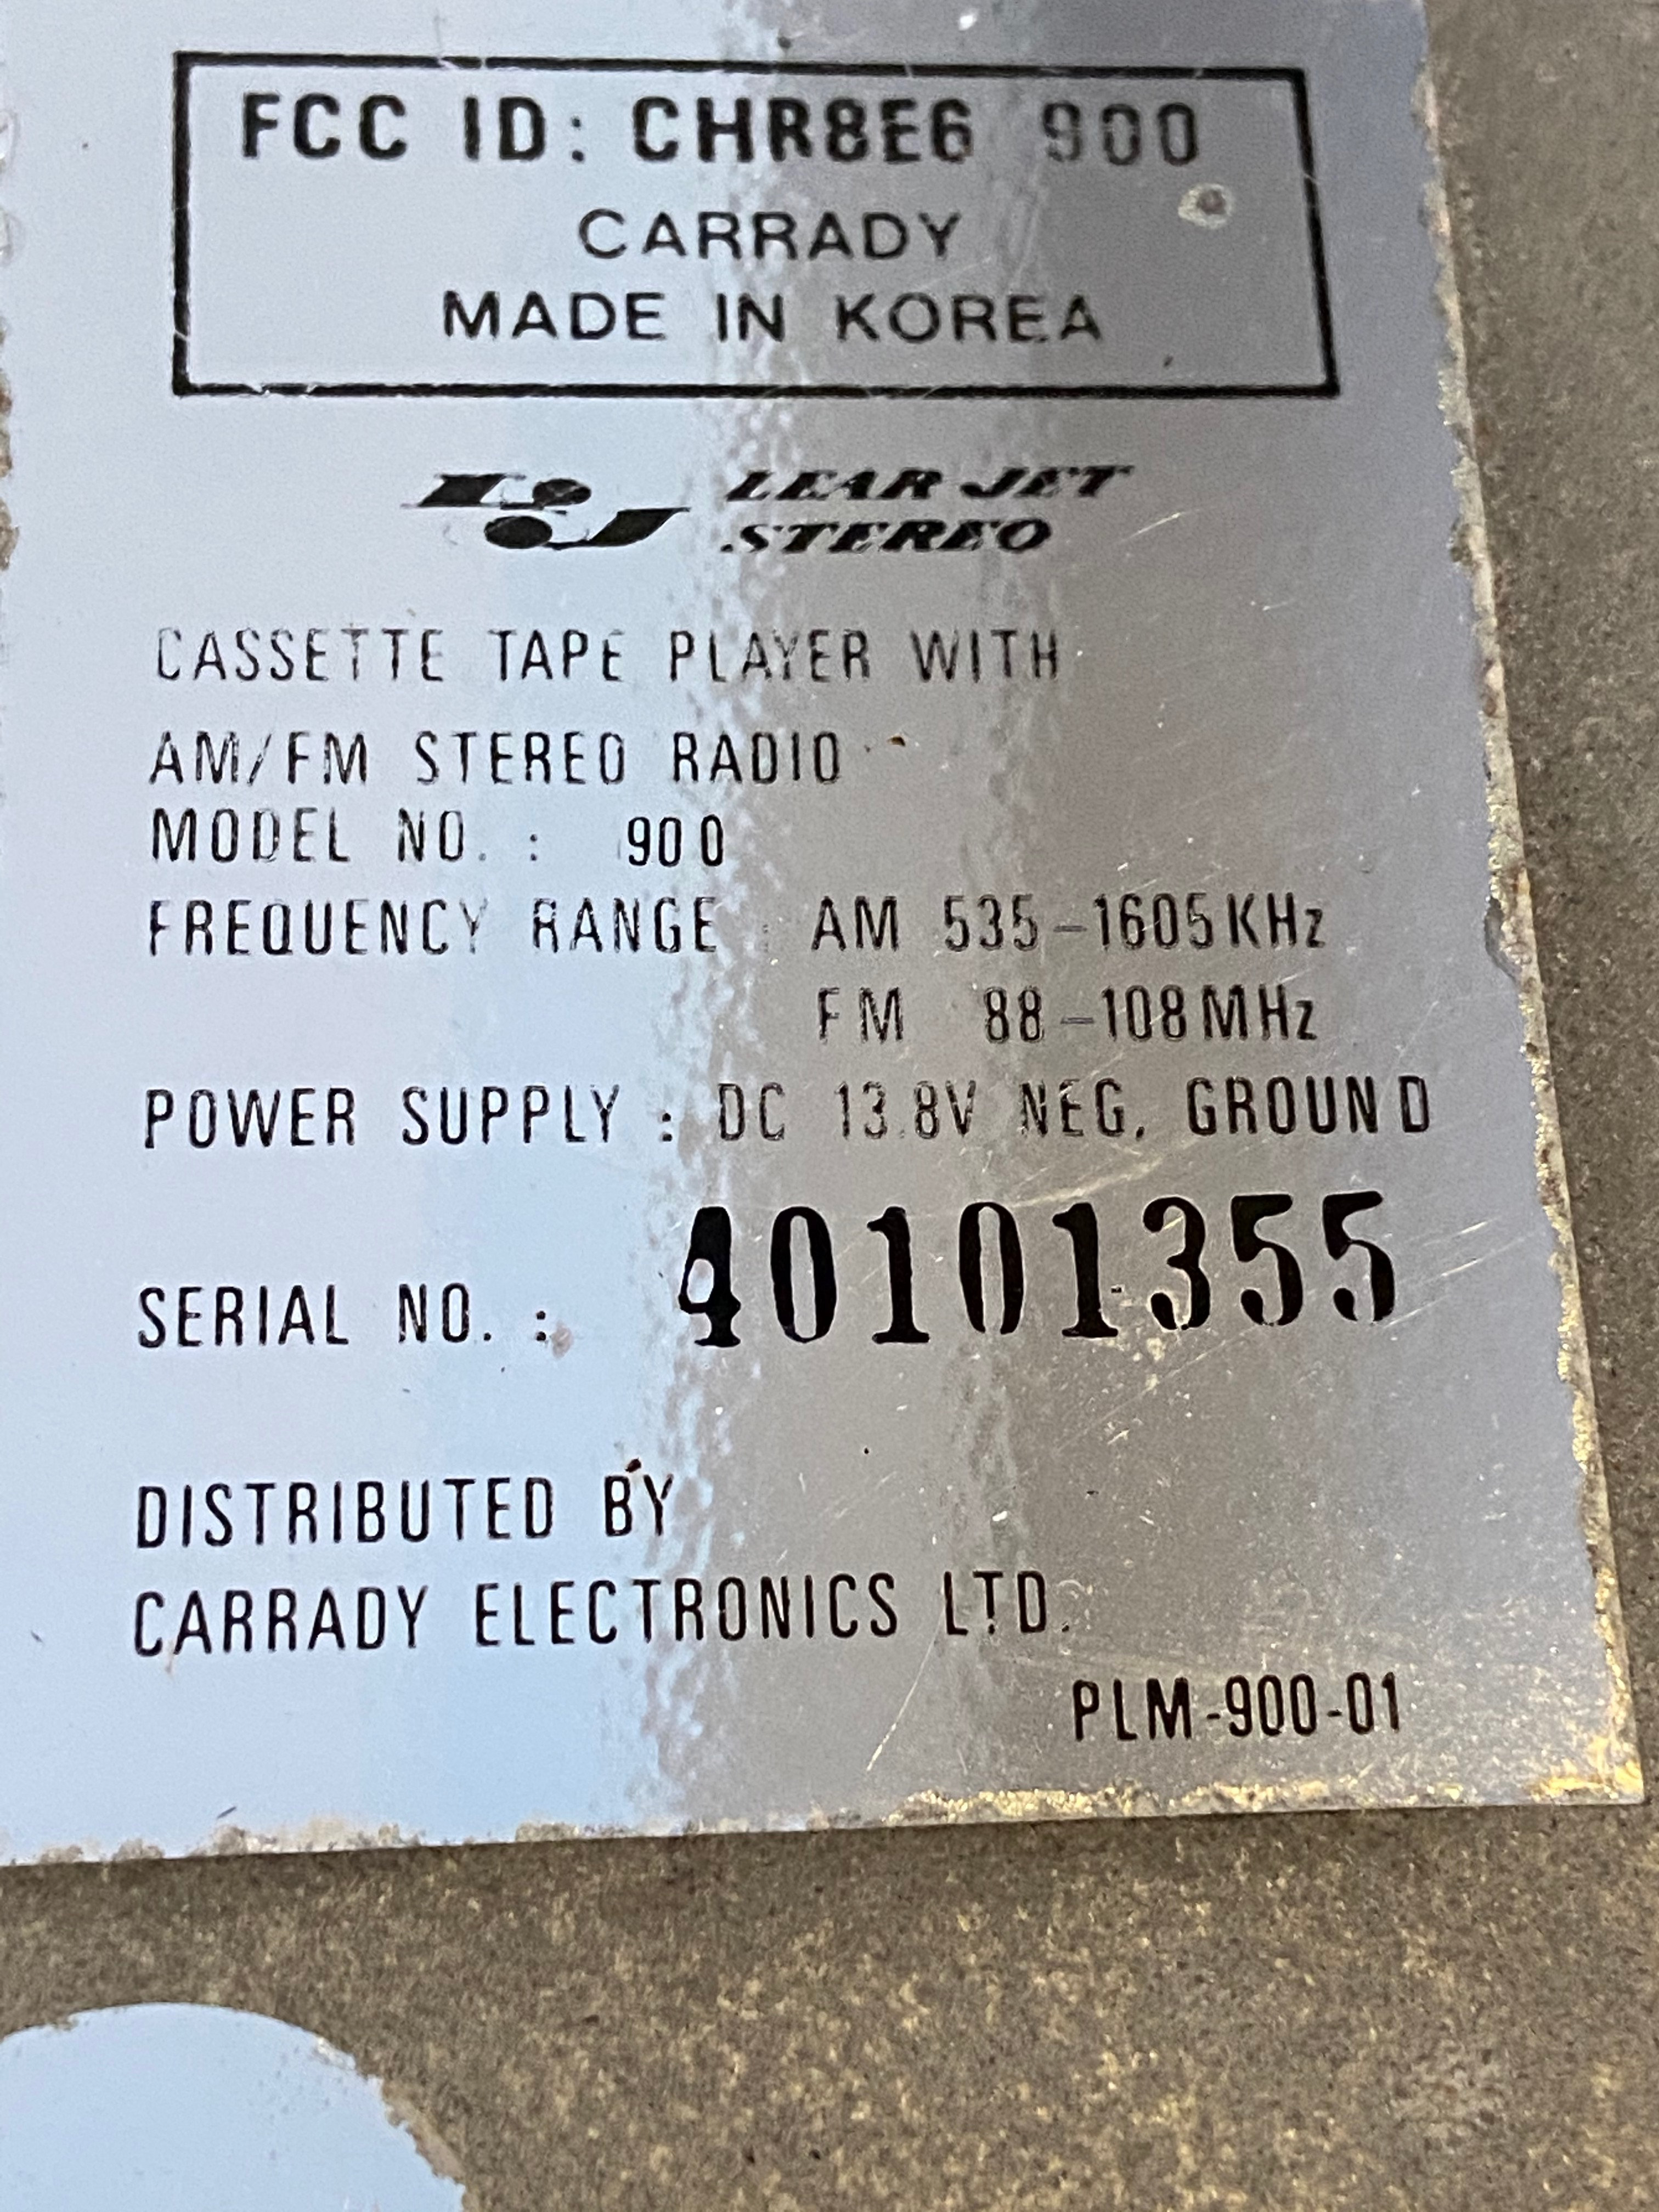 FCC ID: CHR8E6 900
CARRADY
MADE IN KOREA
LJ LEAR JET
STEREO
CASSETTE TAPE PLAYER WITH
AM/FM STEREO RADIO
MODEL NO. : 900
FREQUENCY RANGE : AM 535-1605KHz
FM 88-108MHz
POWER SUPPLY : DC 13.8V NEG. GROUND
SERIAL NO. : 40101355
DISTRIBUTED BY
CARRADY ELECTRONICS LTD.
PLM-900-01